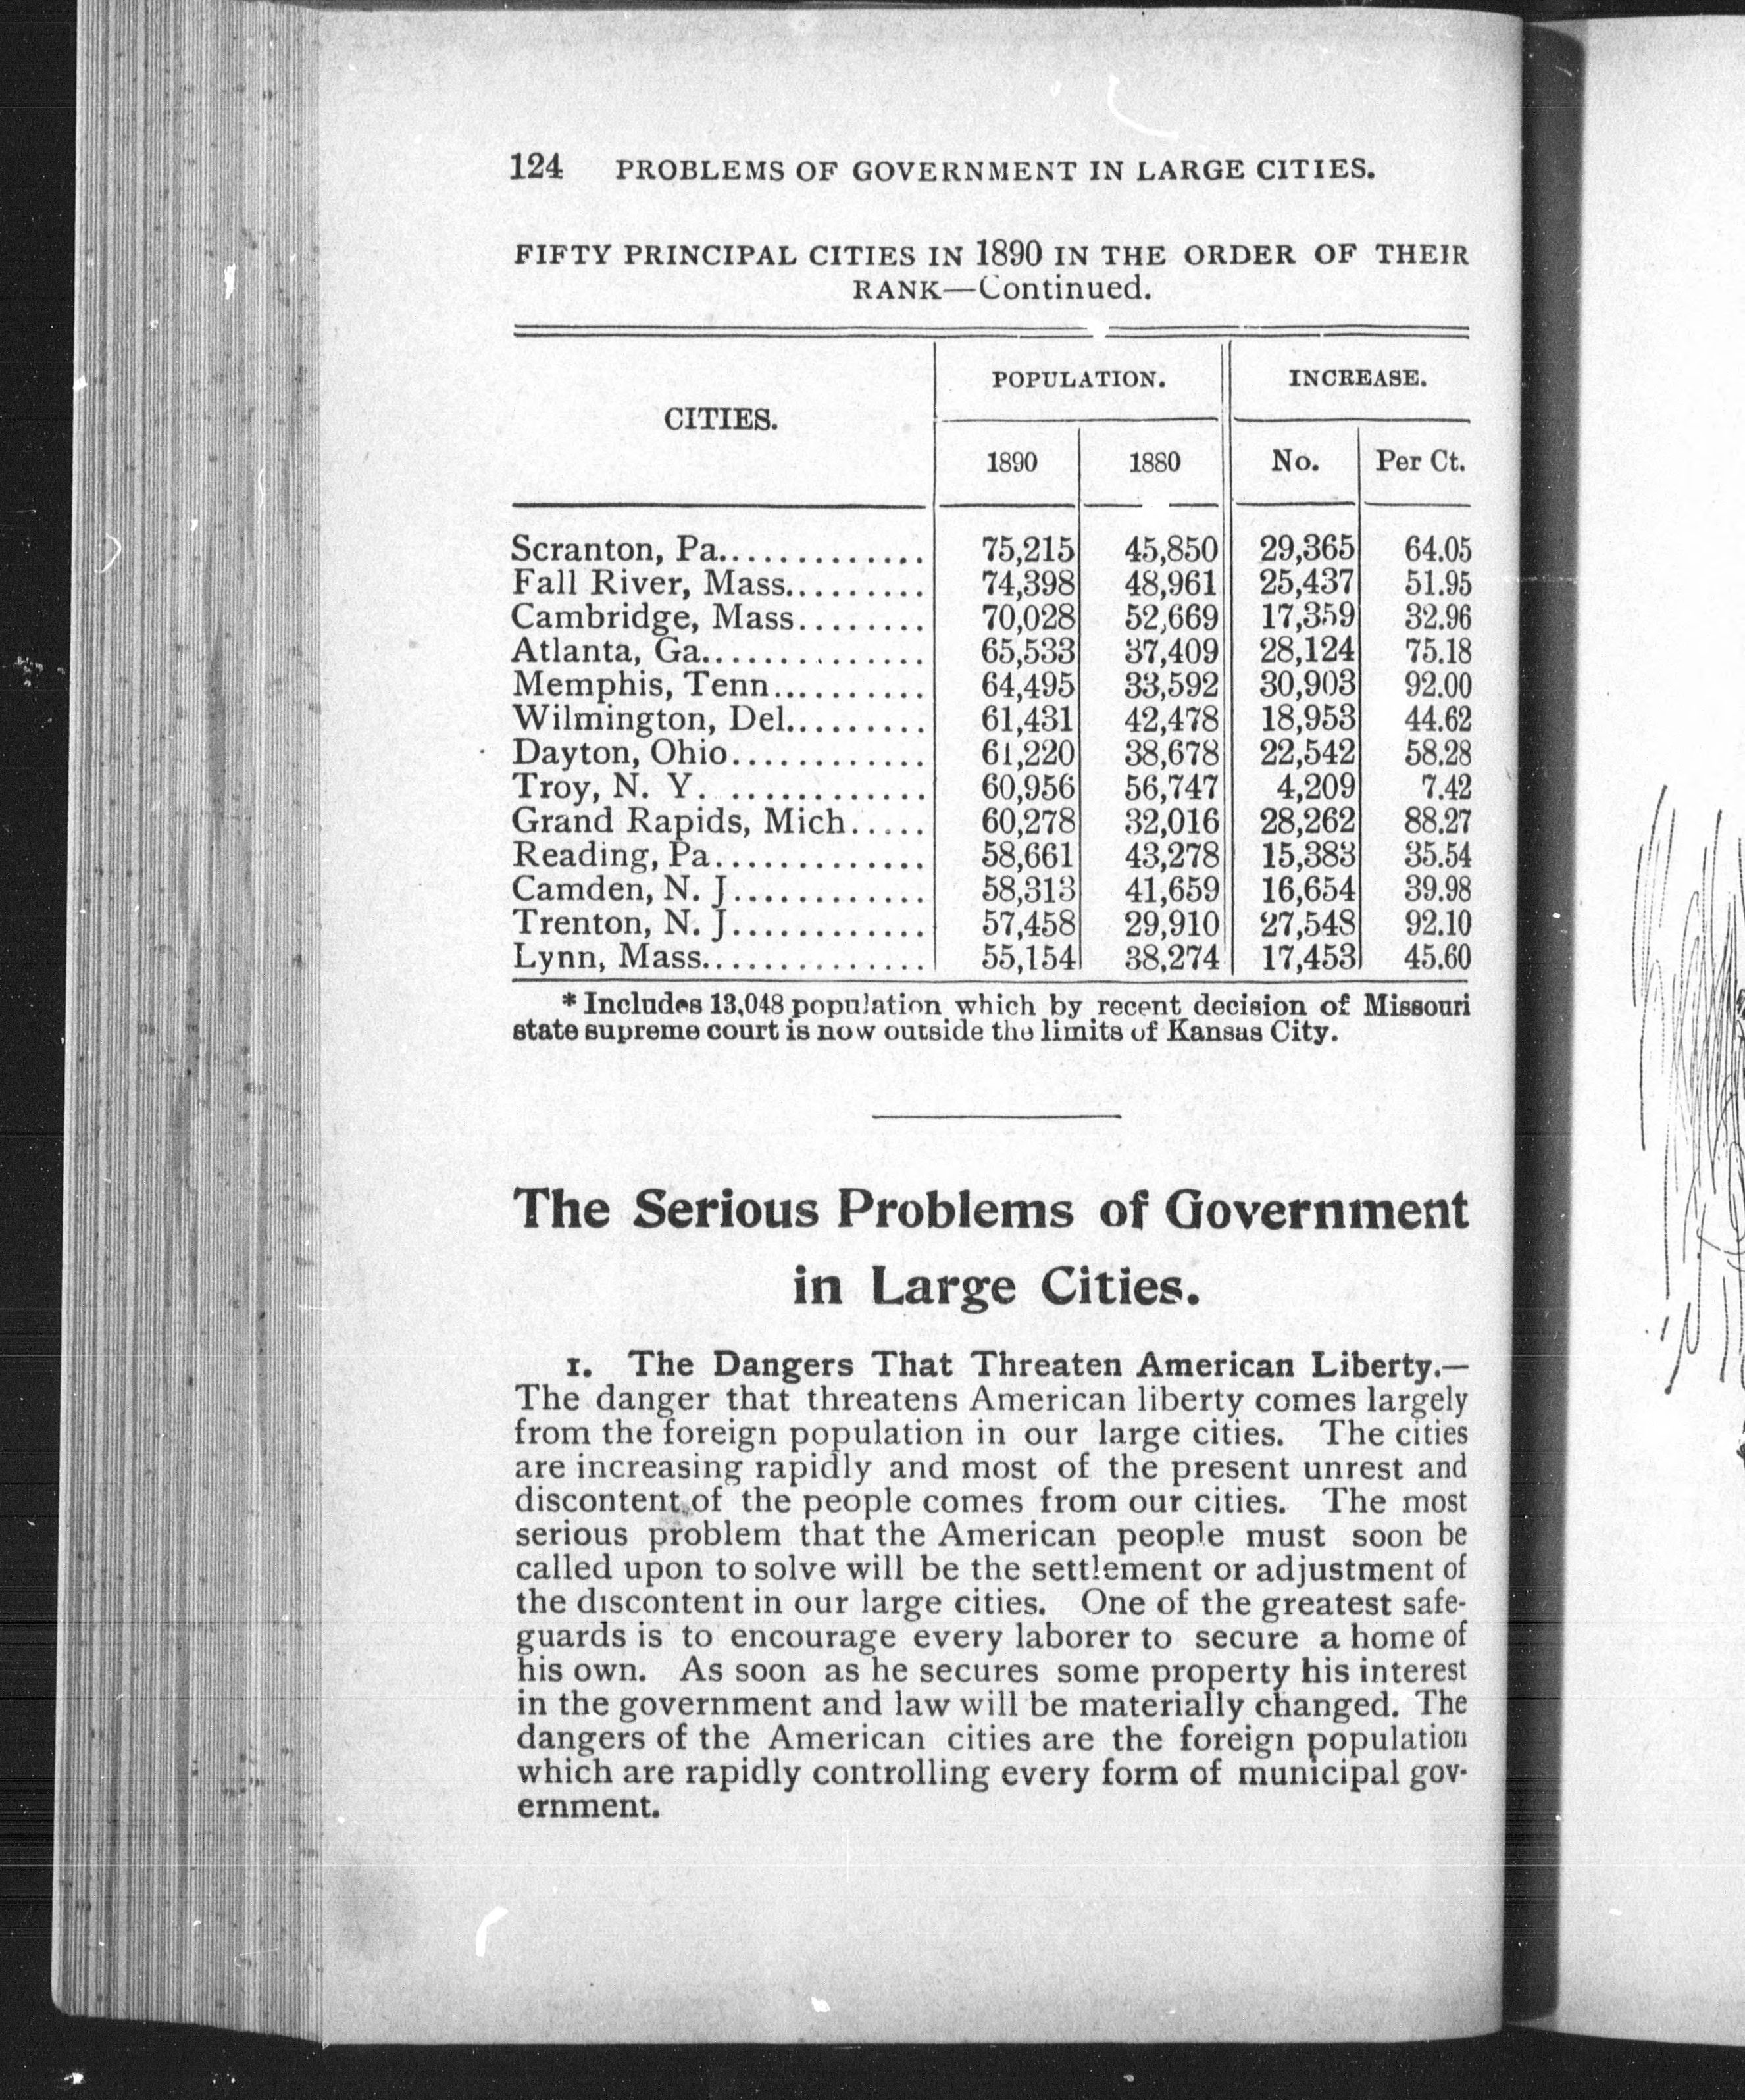 124 PROBLEMS OF GOVERNMENT IN LARGE CITIES.
FIFTY PRINCIPAL CITIES IN 1890 IN THE ORDER OF THEIR
RANK—Continued.
CITIES. POPULATION. INCREASE.
1890 1880 No. Per Ct.
Scranton, Pa.............. 75,215 45,850 29,365 64.05
Fall River, Mass.......... 74,398 48,961 25,437 51.95
Cambridge, Mass........ 70,028 52,669 17,359 32.96
Atlanta, Ga............... 65,533 37,409 28,124 75.18
Memphis, Tenn.......... 64,495 33,592 30,903 92.00
Wilmington, Del.......... 61,431 42,478 18,953 44.62
Dayton, Ohio............. 61,220 38,678 22,542 58.28
Troy, N. Y. ............. 60,956 56,747 4,209 7.42
Grand Rapids, Mich..... 60,278 32,016 28,262 88.27
Reading, Pa.............. 58,661 43,278 15,383 35.54
Camden, N. J............. 58,313 41,659 16,654 39.98
Trenton, N. J............. 57,458 29,910 27,548 92.10
Lynn, Mass............... 55,154 38,274 17,453 45.60
* Includes 13,048 population which by recent decision of Missouri
state supreme court is now outside the limits of Kansas City.
The Serious Problems of Government
in Large Cities.
1. The Dangers That Threaten American Liberty.—
The danger that threatens American liberty comes largely
from the foreign population in our large cities. The cities
are increasing rapidly and most of the present unrest and
discontent of the people comes from our cities. The most
serious problem that the American people must soon be
called upon to solve will be the settlement or adjustment of
the discontent in our large cities. One of the greatest safe-
guards is to encourage every laborer to secure a home of
his own. As soon as he secures some property his interest
in the government and law will be materially changed. The
dangers of the American cities are the foreign population
which are rapidly controlling every form of municipal gov-
ernment.